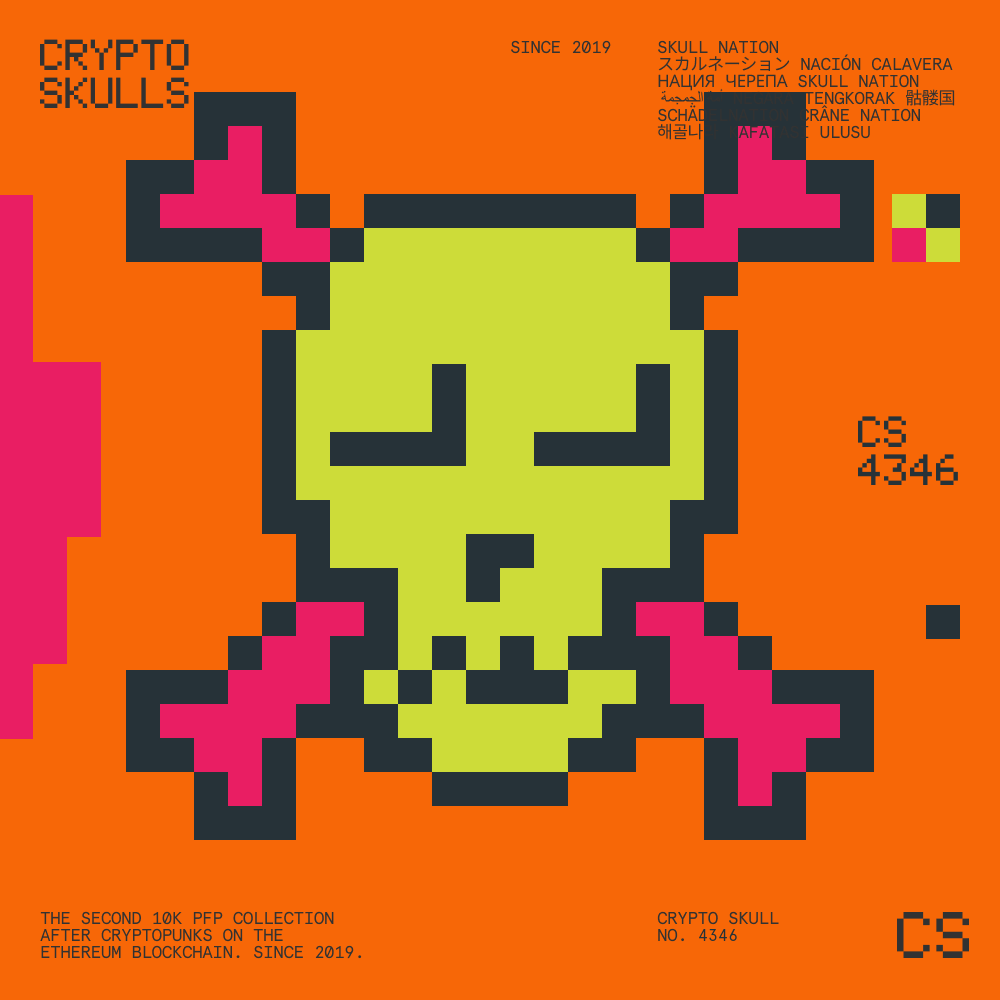 CRYPTO
SKULLS
SINCE 2019
SKULL NATION
スカルネーション NACIÓN CALAVERA
НАЦИЯ ЧЕРЕПА SKULL NATION
الجمجمة TENGKORAK 骷髅国
CRÂNE NATION
해골나 ULUSU
CS
4346
THE SECOND 10K PFP COLLECTION
AFTER CRYPTOPUNKS ON THE
ETHEREUM BLOCKCHAIN. SINCE 2019.
CRYPTO SKULL
NO. 4346
CS